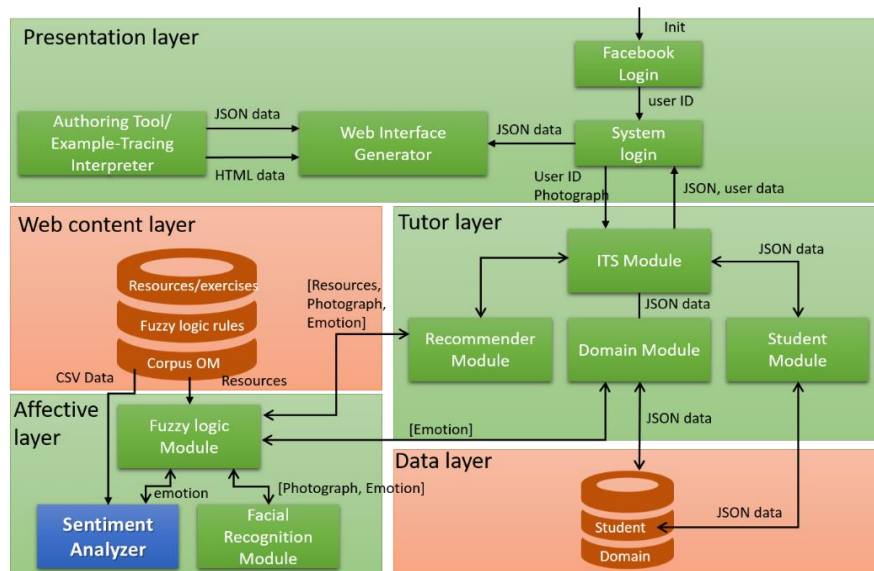 Presentation layer
Init
Facebook
Login
user ID
Authoring Tool/
Example-Tracing
Interpreter
JSON data
HTML data
Web Interface
Generator
JSON data
System
login
User ID
Photograph
JSON, user data
Web content layer
Resources/exercises
Fuzzy logic rules
Corpus OM
CSV Data
Resources
[Resources,
Photograph,
Emotion]
Tutor layer
ITS Module
JSON data
JSON data
Recommender
Module
Domain Module
Student
Module
Affective
layer
Fuzzy logic
Module
[Emotion]
JSON data
emotion
[Photograph, Emotion]
Sentiment
Analyzer
Facial
Recognition
Module
Data layer
Student
Domain
JSON data